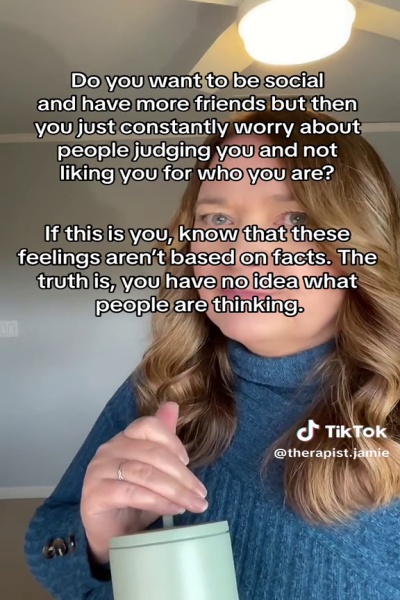 Do you want to be social
and have more friends but then
you just constantly worry about
people judging you and not
liking you for who you are?
If this is you, know that these
feelings aren't based on facts. The
truth is, you have no idea what
people are thinking.
TikTok
@therapist.jamie